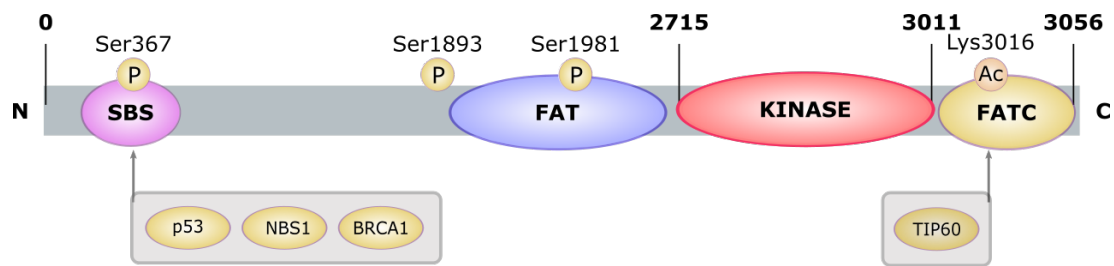 0
2715
3011
3056
Ser367
Ser1893
Ser1981
Lys3016
P
P
P
Ac
N
SBS
FAT
KINASE
FATC
C
p53
NBS1
BRCA1
TIP60